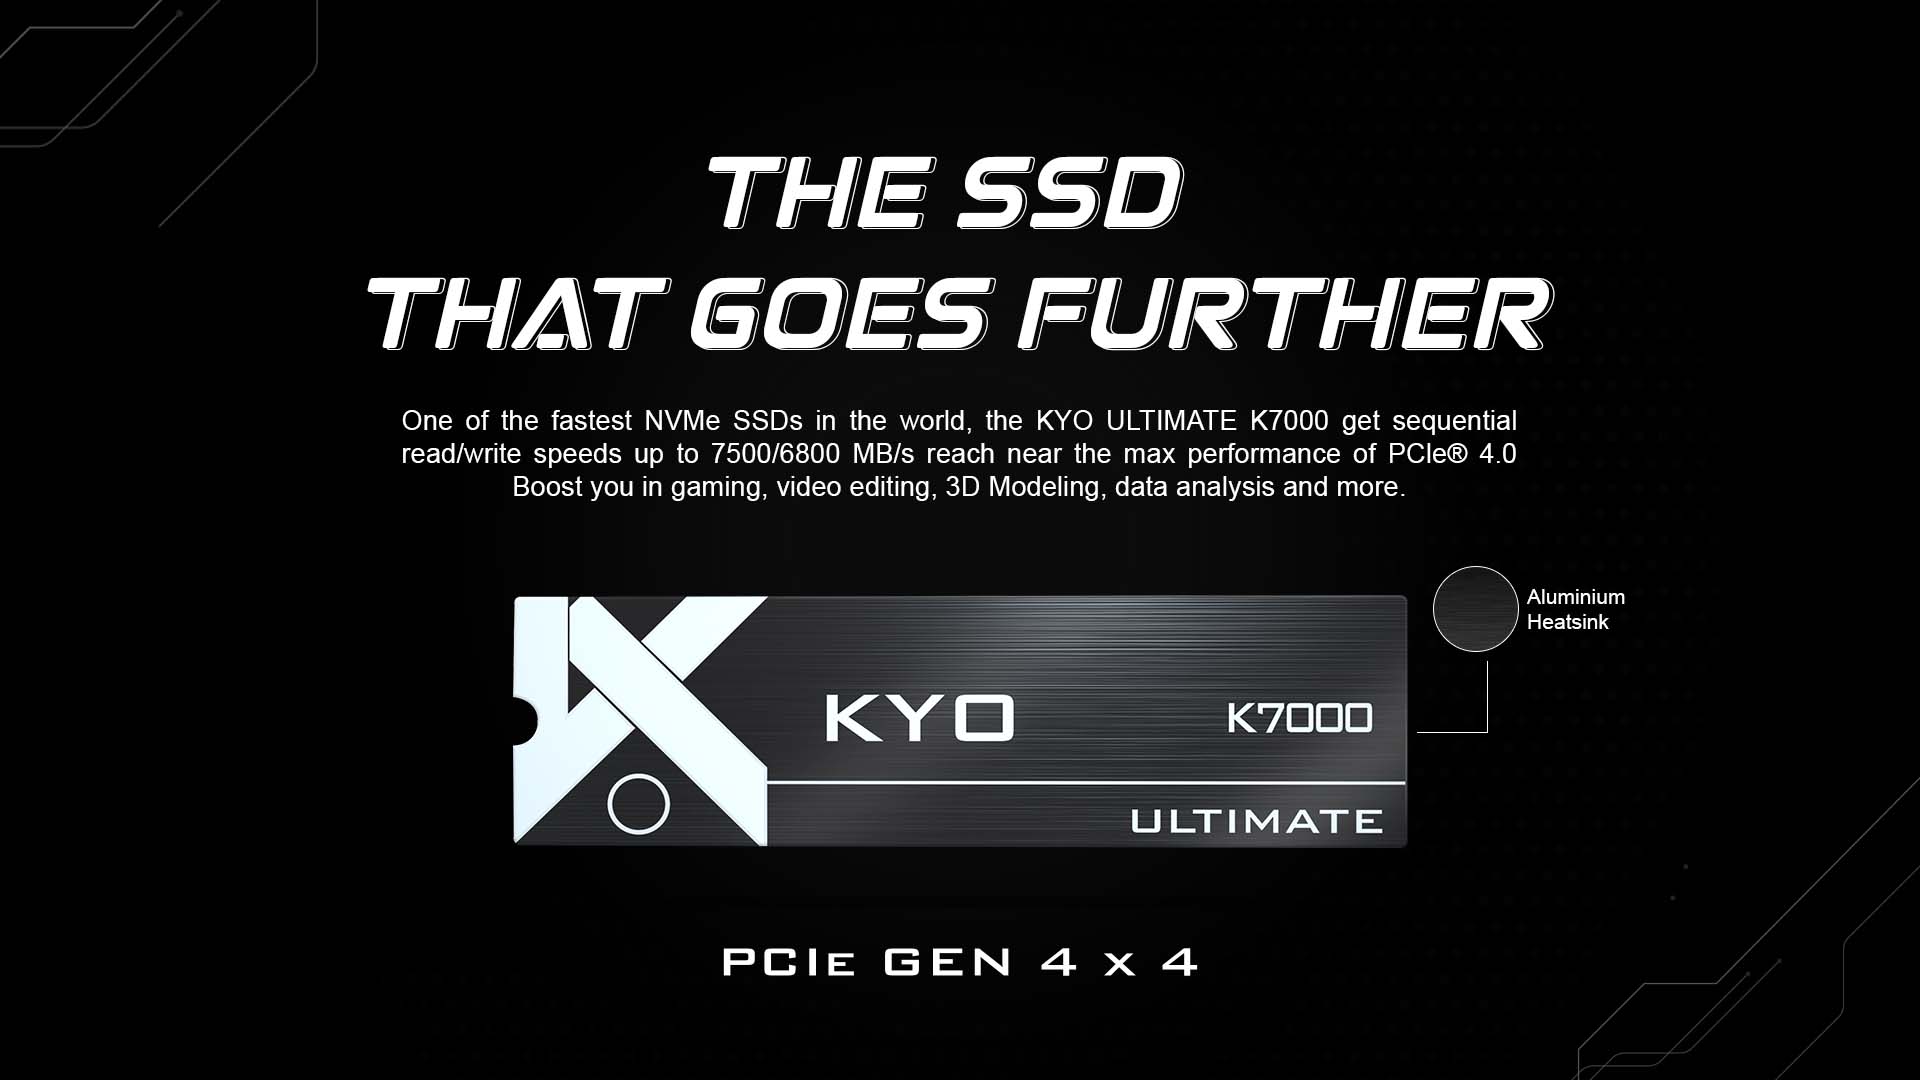 THE SSD
THAT GOES FURTHER
One of the fastest NVMe SSDs in the world, the KYO ULTIMATE K7000 get sequential
read/write speeds up to 7500/6800 MB/s reach near the max performance of PCIe® 4.0
Boost you in gaming, video editing, 3D Modeling, data analysis and more.
Aluminium
Heatsink
KYO
K7000
ULTIMATE
PCIe GEN 4 x 4